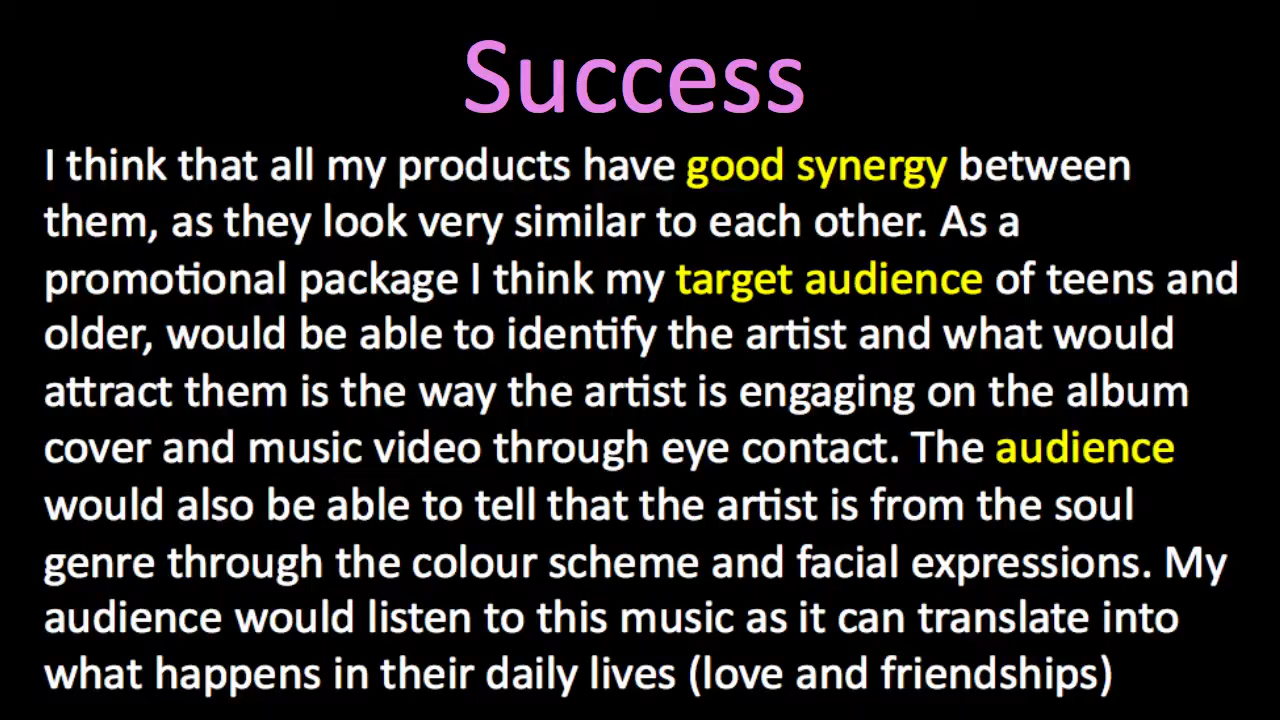 Success
I think that all my products have good synergy between
them, as they look very similar to each other. As a
promotional package I think my target audience of teens and
older, would be able to identify the artist and what would
attract them is the way the artist is engaging on the album
cover and music video through eye contact. The audience
would also be able to tell that the artist is from the soul
genre through the colour scheme and facial expressions. My
audience would listen to this music as it can translate into
what happens in their daily lives (love and friendships)